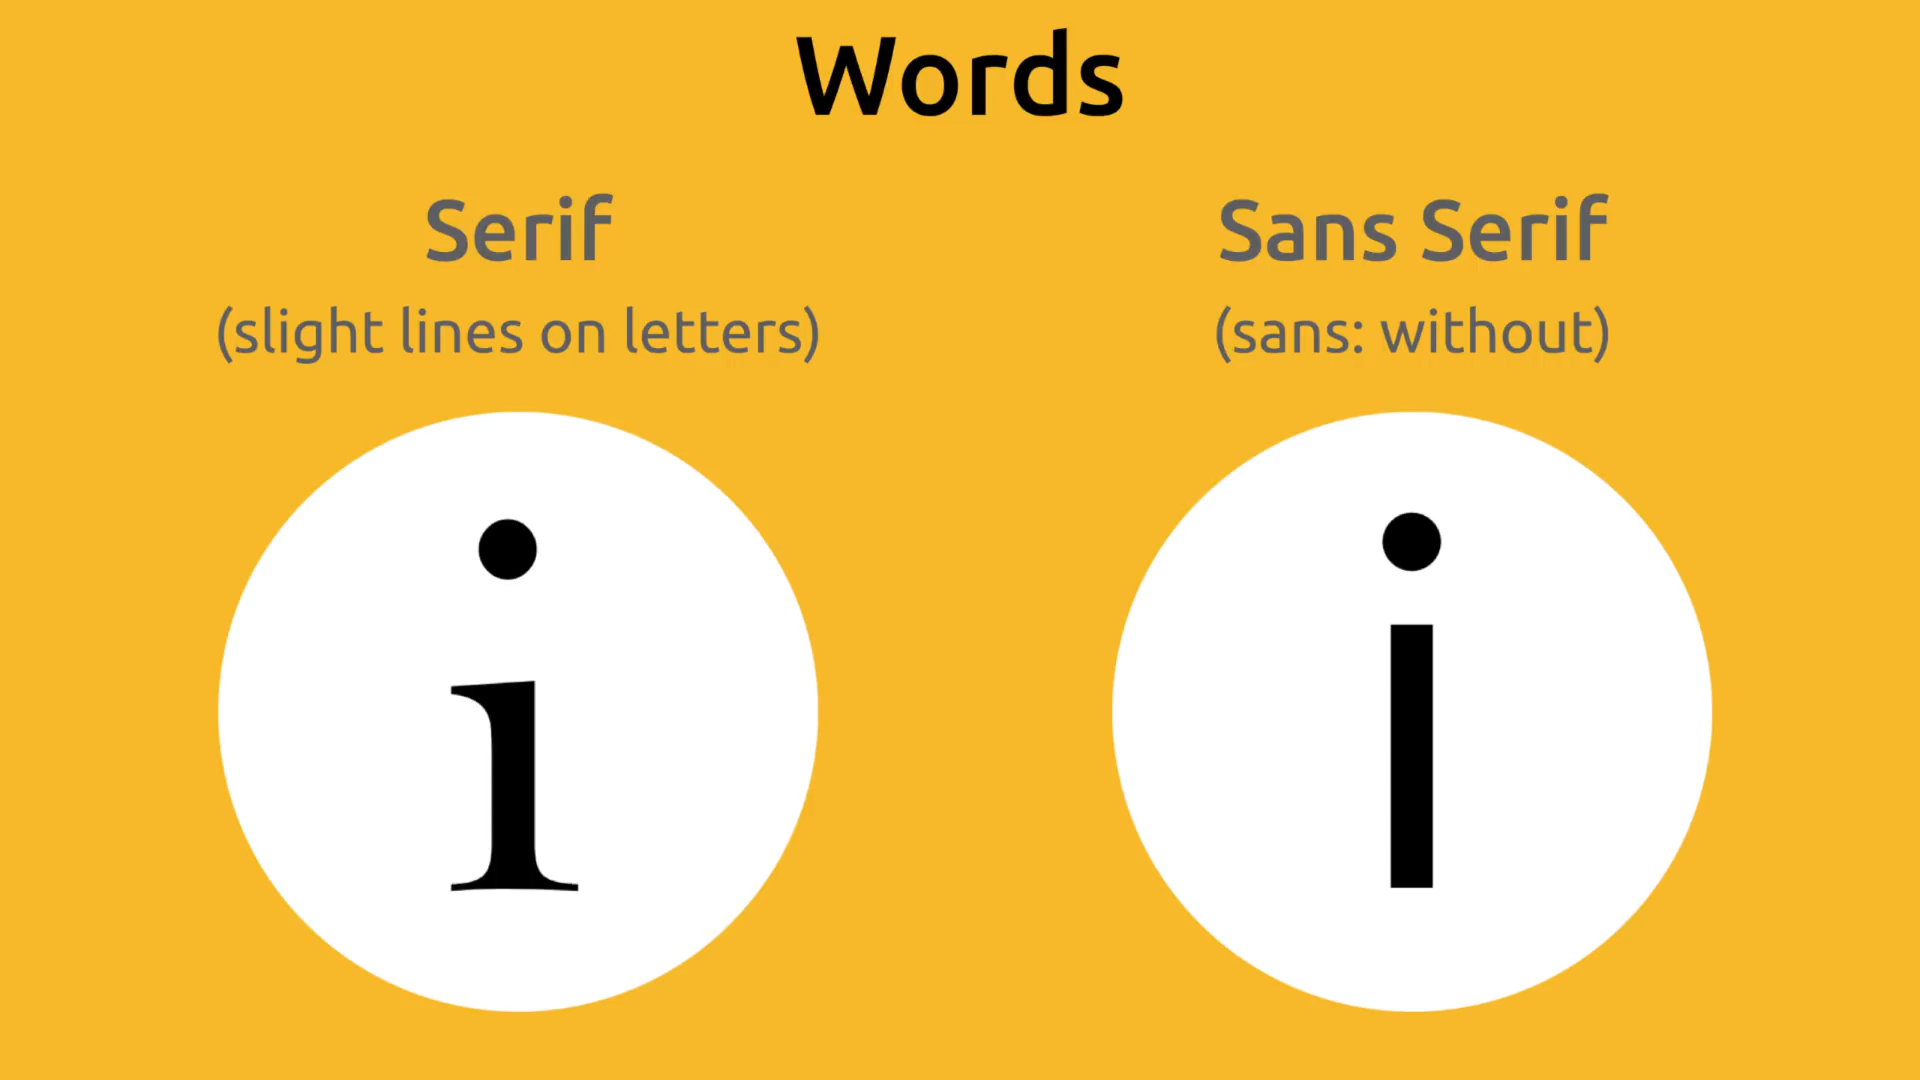 Words
Serif
(slight lines on letters)
i
Sans Serif
(sans: without)
i